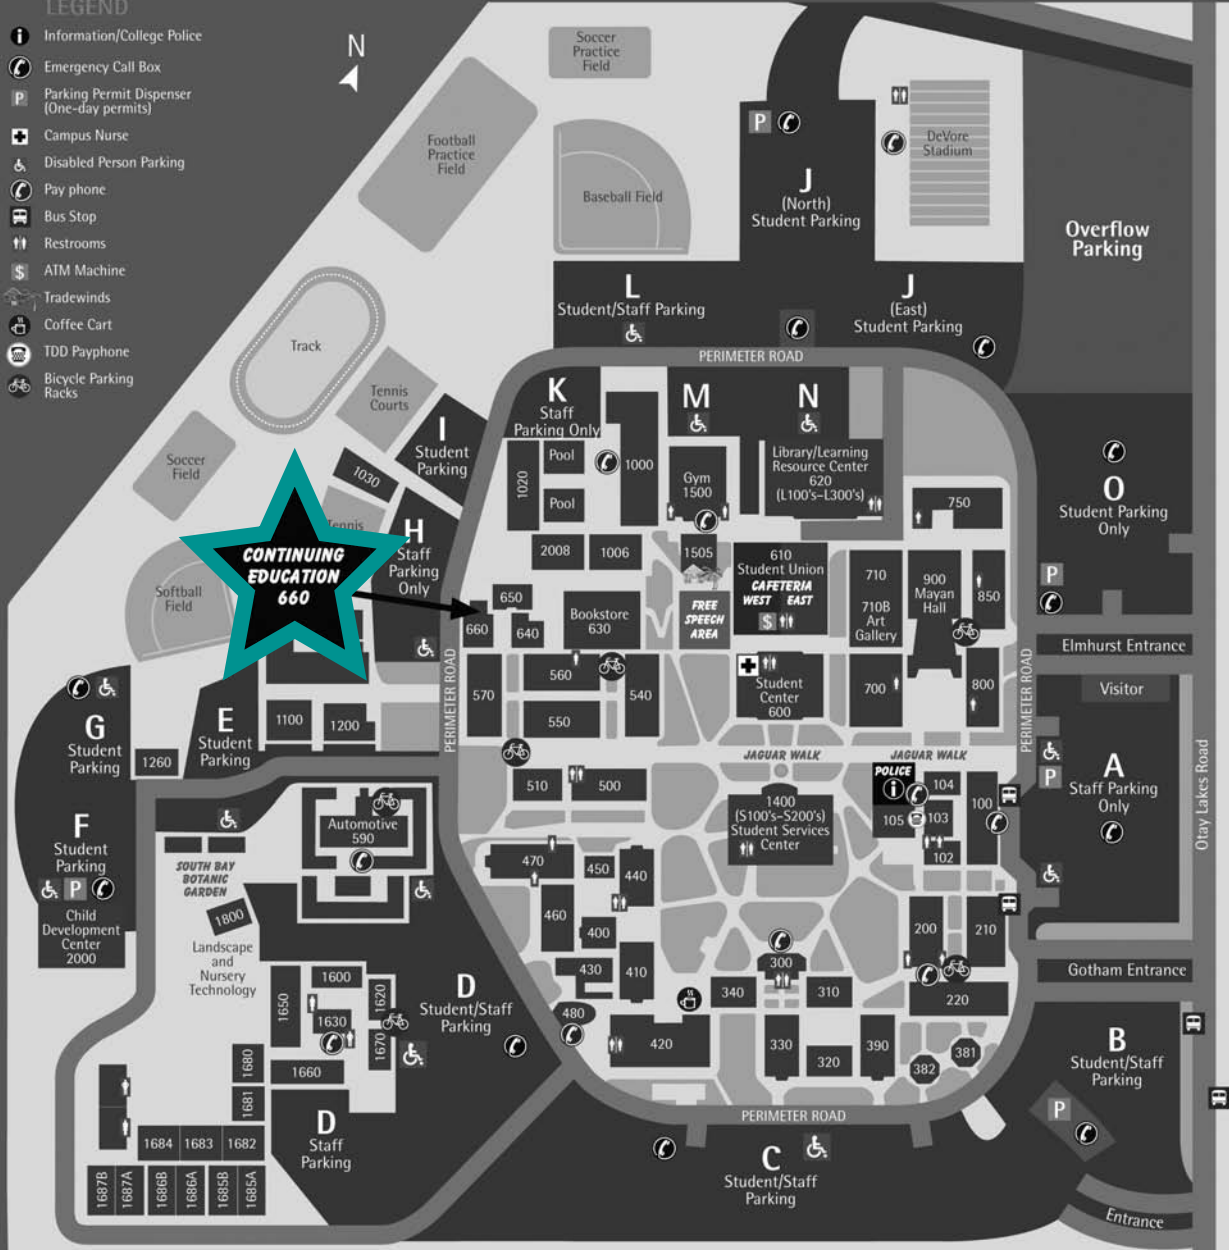 LEGEND
Information/College Police
Emergency Call Box
Parking Permit Dispenser
(One-day permits)
Campus Nurse
Disabled Person Parking
Pay phone
Bus Stop
Restrooms
ATM Machine
Tradewinds
Coffee Cart
TDD Payphone
Bicycle Parking
Racks
N
Soccer
Practice
Field
Football
Practice
Field
Baseball Field
P
DeVore
Stadium
J
(North)
Student Parking
Overflow
Parking
L
Student/Staff Parking
J
(East)
Student Parking
Track
PERIMETER ROAD
Tennis
Courts
K
Staff
Parking Only
M
N
I
Student
Parking
Soccer
Field
1030
1020
Pool
Pool
1000
Gym
1500
Library/Learning
Resource Center
620
(L100's–L300's)
750
O
Student Parking
Only
Tennis
H
Staff
Parking
Only
CONTINUING
EDUCATION
660
Softball
Field
2008
1006
1505
610
Student Union
CAFETERIA
WEST EAST
$
FREE
SPEECH
AREA
710
710B
Art
Gallery
900
Mayan
Hall
850
P
650
660
640
Bookstore
630
Elmhurst Entrance
PERIMETER ROAD
570
560
550
540
Student
Center
600
700
800
PERIMETER ROAD
Visitor
G
Student
Parking
E
Student
Parking
1100
1200
1260
JAGUAR WALK
JAGUAR WALK
A
Staff Parking
Only
P
Otay Lakes Road
510
500
POLICE
104
105
103
102
100
1400
(S100's–S200's)
Student Services
Center
F
Student
Parking
P
Automotive
590
SOUTH BAY
BOTANIC
GARDEN
470
450
440
460
400
430
410
480
420
Child
Development
Center
2000
1800
Landscape
and
Nursery
Technology
200
210
220
300
340
310
330
320
390
382
381
Gotham Entrance
1600
1650
1620
1630
1670
1660
1680
1681
D
Student/Staff
Parking
B
Student/Staff
Parking
P
PERIMETER ROAD
D
Staff
Parking
1684
1683
1682
1687B
1687A
1686B
1686A
1685B
1685A
C
Student/Staff
Parking
Entrance